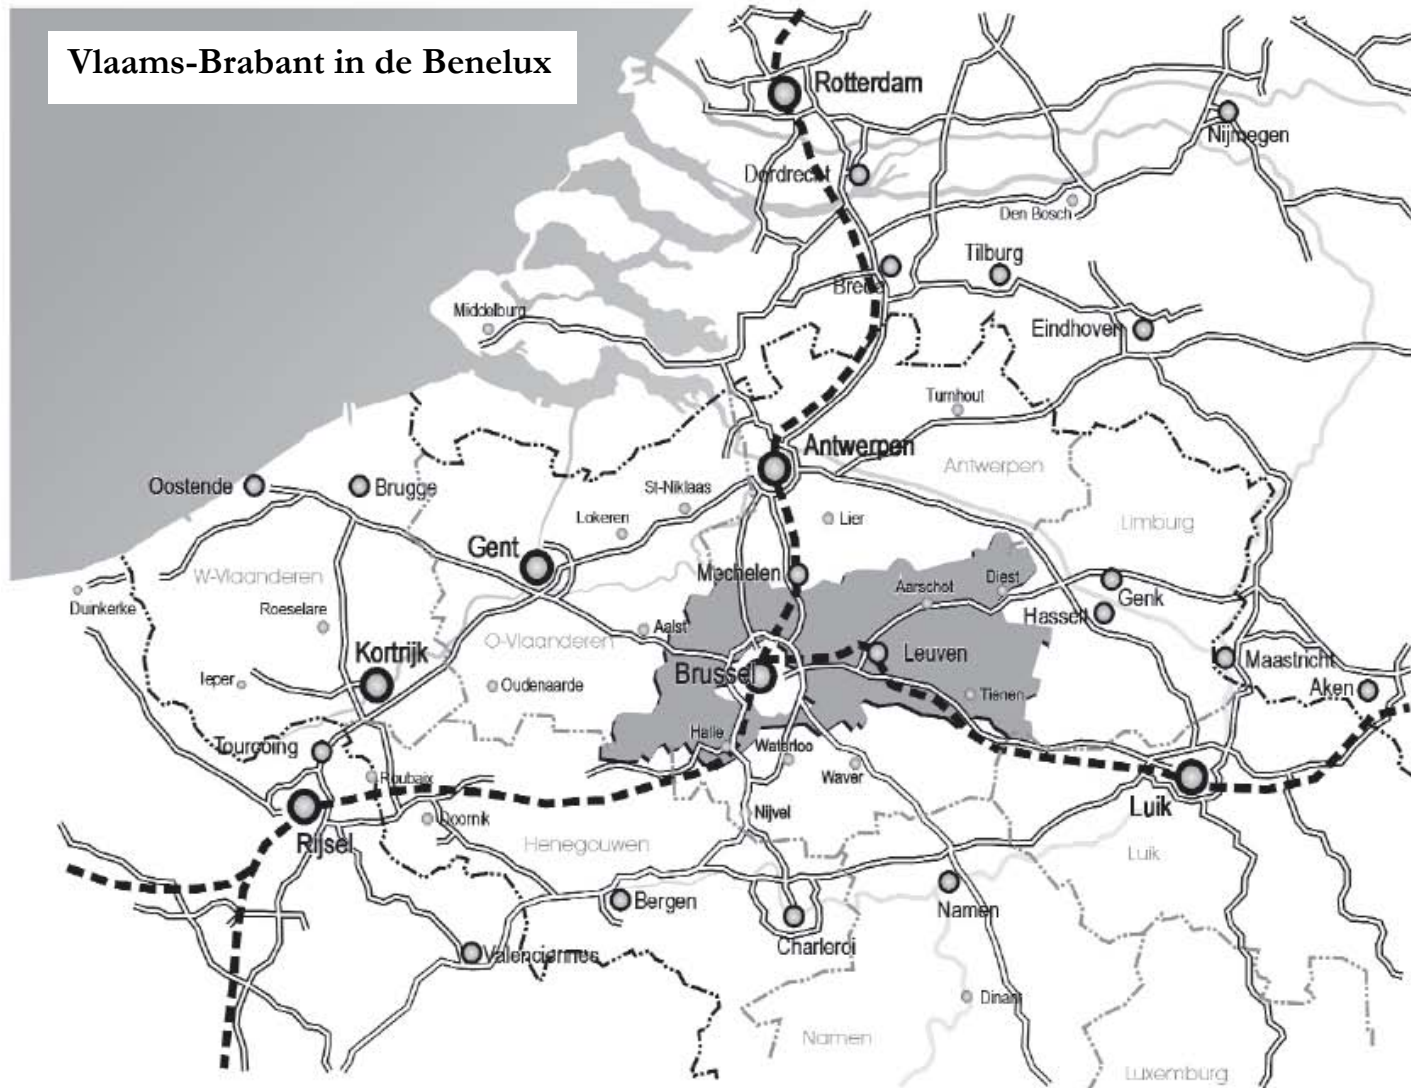 Vlaams-Brabant in de Benelux
Rotterdam
Nijmegen
Dordrecht
Den Bosch
Tilburg
Breda
Middelburg
Eindhoven
Turnhout
Antwerpen
Antwerpen
Oostende
Brugge
St-Niklaas
Lokeren
Lier
Limburg
Gent
W-Vlaanderen
Mechelen
Aarschot
Diest
Genk
Hasselt
Duinkerke
Roeselare
O-Vlaanderen
Aalst
Kortrijk
Brussel
Leuven
Maastricht
Ieper
Oudenaarde
Tienen
Aken
Tourcoing
Halle
Waterloo
Waver
Roubaix
Luik
Rijsel
Doornik
Nijvel
Henegouwen
Luik
Bergen
Namen
Charleroi
Valenciennes
Dinant
Namen
Luxemburg